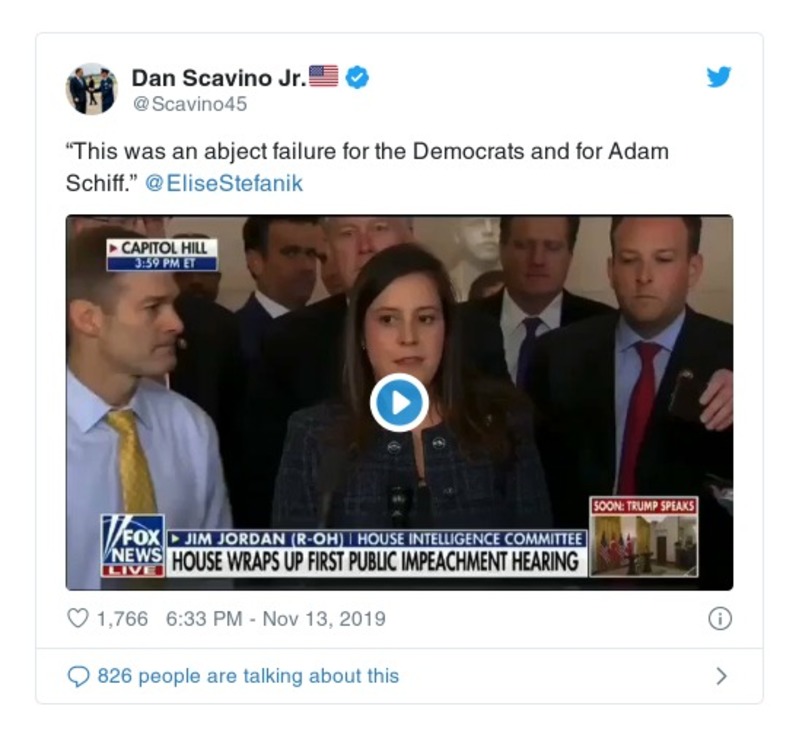 Dan Scavino Jr.🇺🇸
@Scavino45
“This was an abject failure for the Democrats and for Adam
Schiff.” @EliseStefanik
CAPITOL HILL
3:59 PM ET
SOON: TRUMP SPEAKS
FOX
NEWS
LIVE
JIM JORDAN (R-OH) | HOUSE INTELLIGENCE COMMITTEE
HOUSE WRAPS UP FIRST PUBLIC IMPEACHMENT HEARING
1,766 6:33 PM - Nov 13, 2019
826 people are talking about this